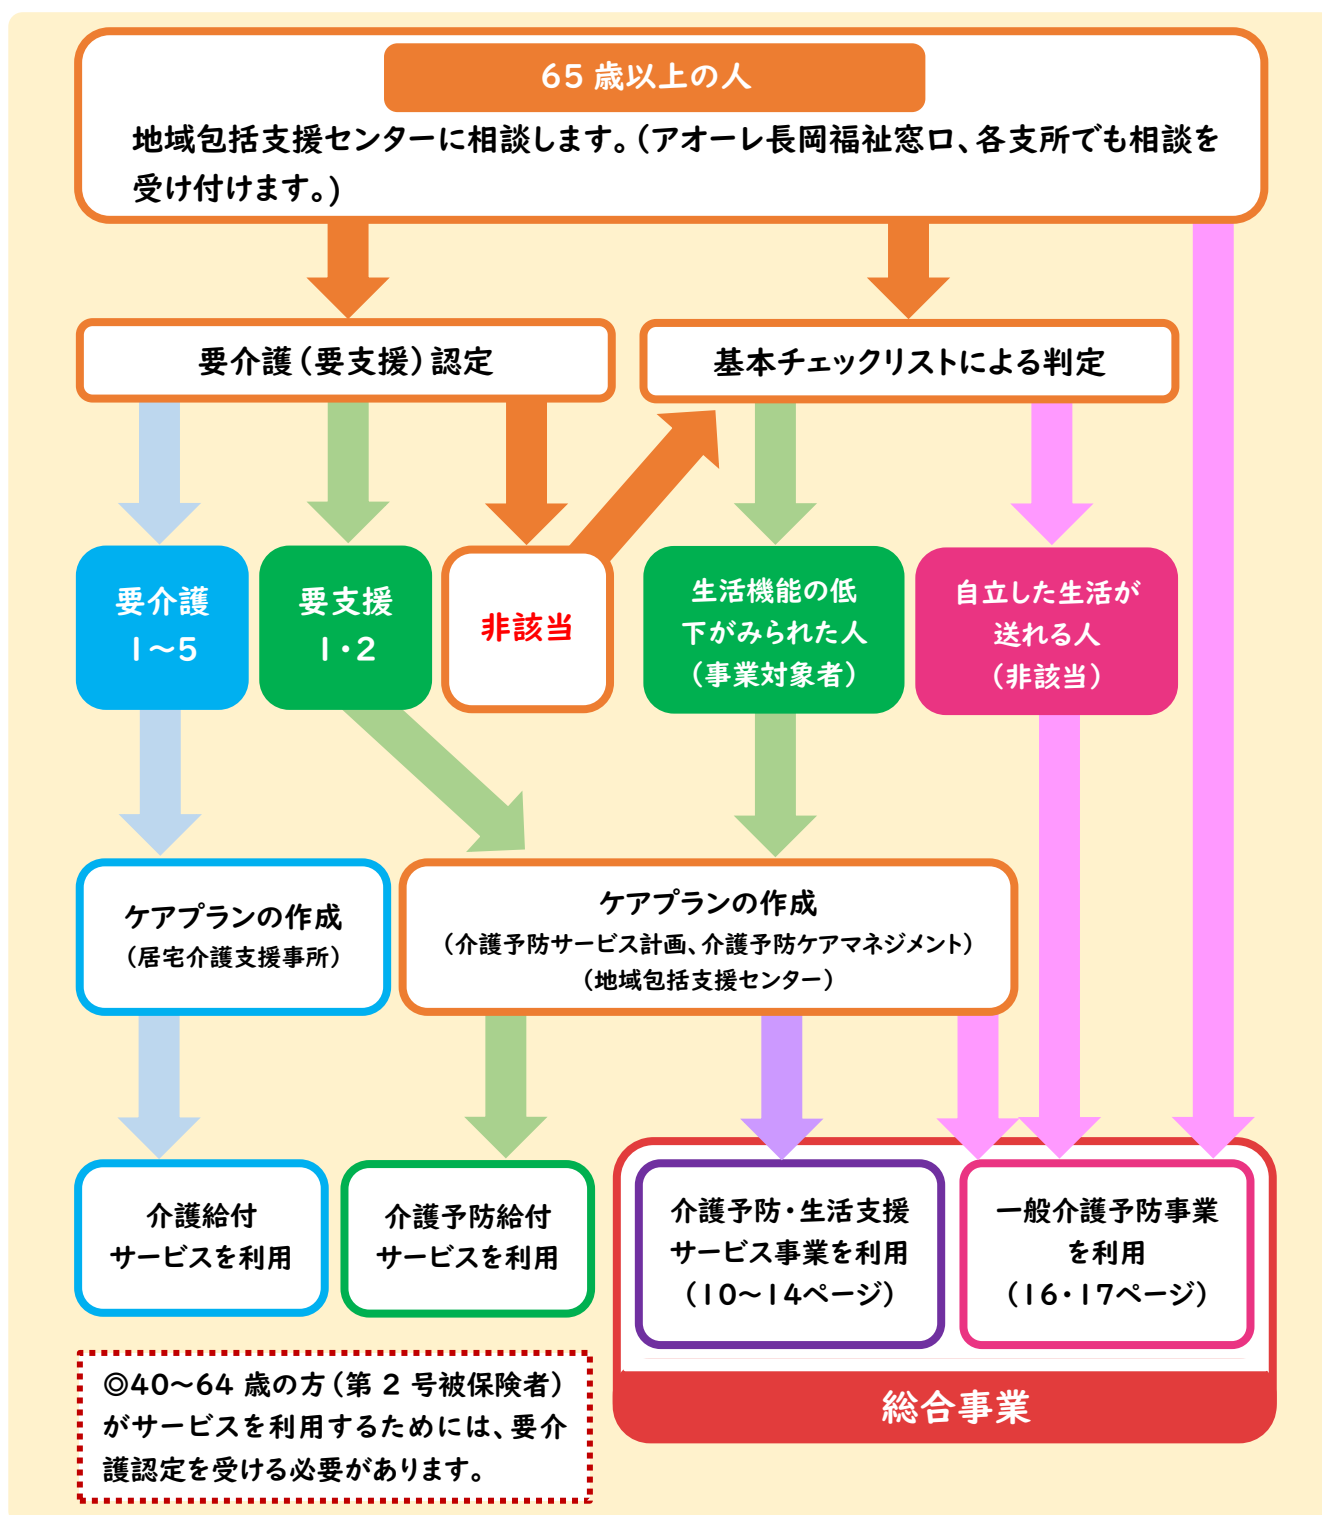 65 歳以上の人
地域包括支援センターに相談します。(アオーレ長岡福祉窓口、各支所でも相談を
受け付けます。)
要介護(要支援)認定
基本チェックリストによる判定
要介護
1～5
要支援
1・2
非該当
生活機能の低
下がみられた人
(事業対象者)
自立した生活が
送れる人
(非該当)
ケアプランの作成
(居宅介護支援事所)
ケアプランの作成
(介護予防サービス計画、介護予防ケアマネジメント)
(地域包括支援センター)
介護給付
サービスを利用
介護予防給付
サービスを利用
介護予防・生活支援
サービス事業を利用
(10～14ページ)
一般介護予防事業
を利用
(16・17ページ)
総合事業
◎40～64 歳の方(第 2 号被保険者)
がサービスを利用するためには、要介
護認定を受ける必要があります。